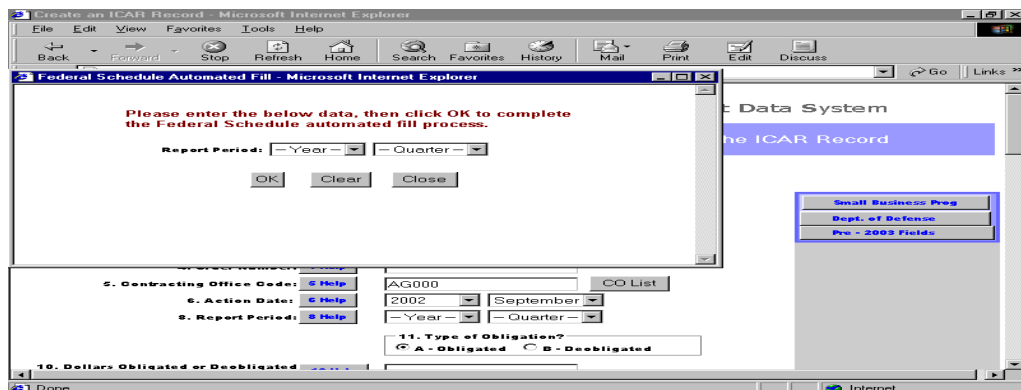 Create an ICAR Record - Microsoft Internet Explorer
File Edit View Favorites Tools Help
Back Forward Stop Refresh Home Search Favorites History Mail Print Edit Discuss
Go Links »
Federal Schedule Automated Fill - Microsoft Internet Explorer
Please enter the below data, then click OK to complete
the Federal Schedule automated fill process.
Report Period: -- Year -- -- Quarter --
OK Clear Close
t Data System
he ICAR Record
Small Business Prog
Dept. of Defense
Pre - 2003 Fields
5. Contracting Office Code: 5 Help AG000 CO List
6. Action Date: 6 Help 2002 September
8. Report Period: 8 Help -- Year -- -- Quarter --
11. Type of Obligation?
A - Obligated B - Deobligated
10. Dollars Obligated or Deobligated
Done Internet